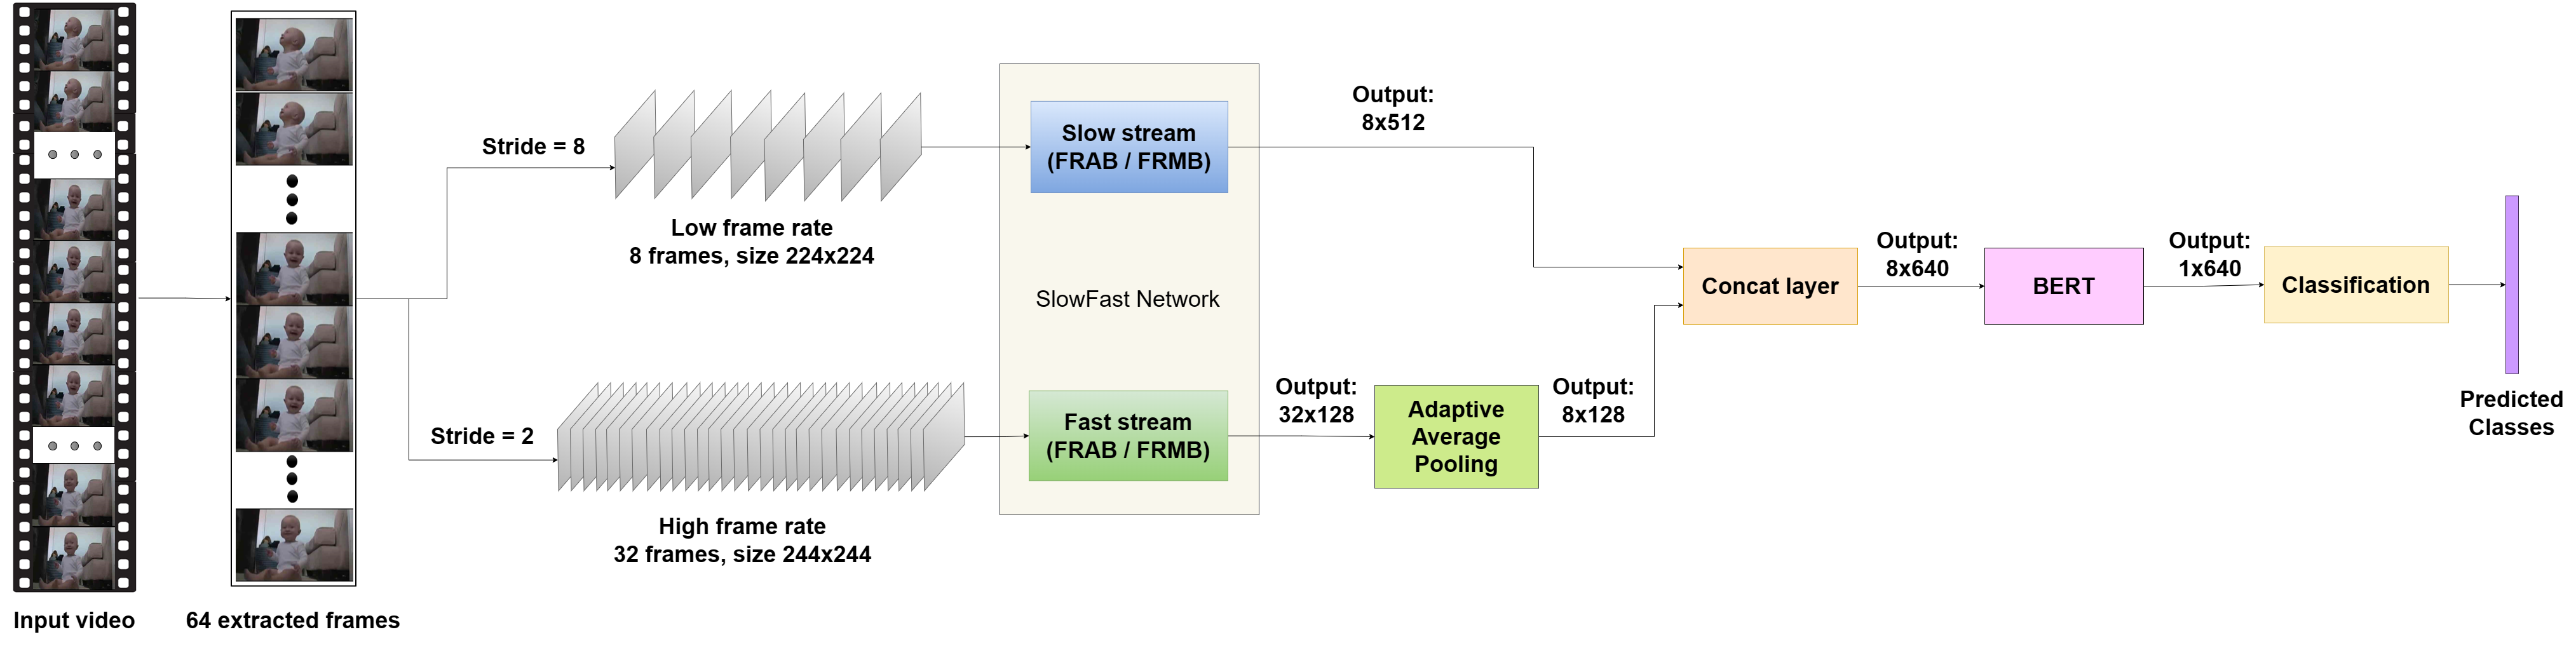 Input video
64 extracted frames
Stride = 8
Low frame rate
8 frames, size 224x224
Stride = 2
High frame rate
32 frames, size 244x244
Slow stream
(FRAB / FRMB)
SlowFast Network
Fast stream
(FRAB / FRMB)
Output:
8x512
Output:
32x128
Adaptive
Average
Pooling
Output:
8x128
Concat layer
Output:
8x640
BERT
Output:
1x640
Classification
Predicted
Classes